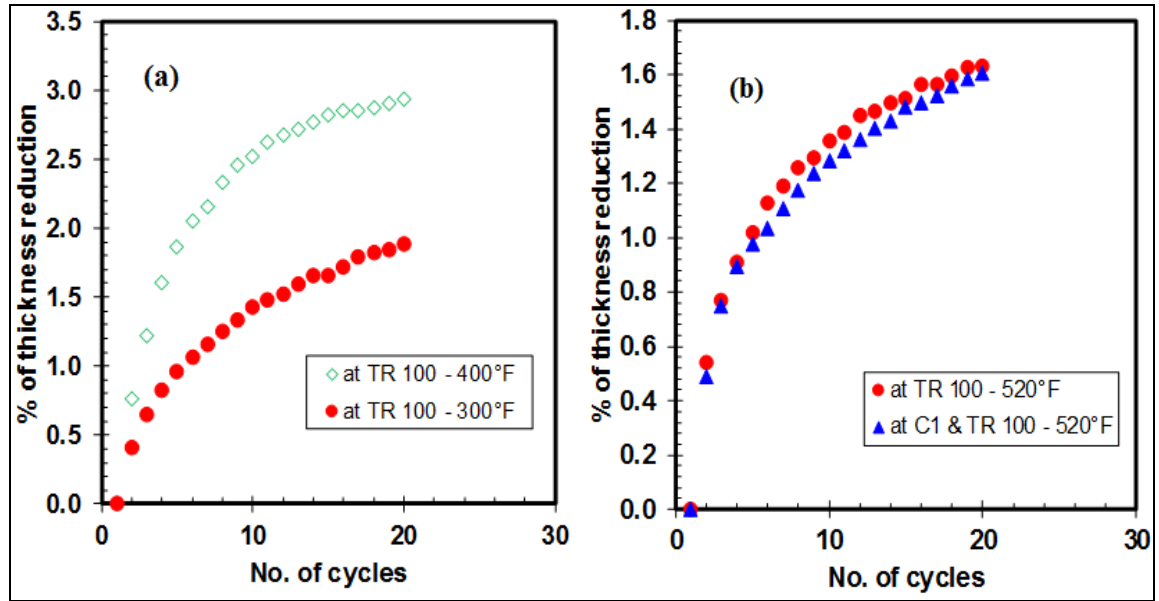 3.5
3.0
2.5
2.0
1.5
1.0
0.5
0.0
% of thickness reduction
(a)
at TR 100 - 400°F
at TR 100 - 300°F
0 10 20 30
No. of cycles
1.8
1.6
1.4
1.2
1.0
0.8
0.6
0.4
0.2
0.0
% of thickness reduction
(b)
at TR 100 - 520°F
at C1 & TR 100 - 520°F
0 10 20 30
No. of cycles